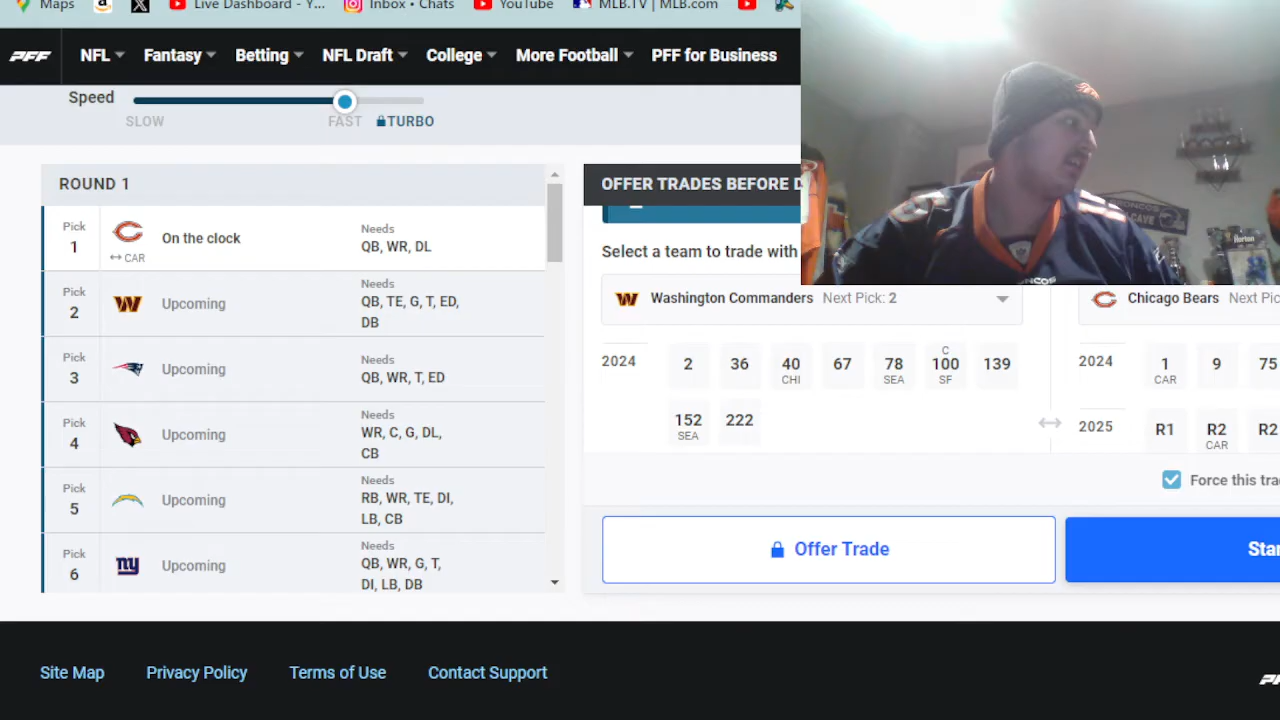 Maps
Live Dashboard - Y...
Inbox • Chats
YouTube
MLB.TV | MLB.com
PFF
NFL
Fantasy
Betting
NFL Draft
College
More Football
PFF for Business
Speed
SLOW
FAST
TURBO
ROUND 1
Pick
1
CAR
On the clock
Needs
QB, WR, DL
Pick
2
Upcoming
Needs
QB, TE, G, T, ED,
DB
Pick
3
Upcoming
Needs
QB, WR, T, ED
Pick
4
Upcoming
Needs
WR, C, G, DL,
CB
Pick
5
Upcoming
Needs
RB, WR, TE, DI,
LB, CB
Pick
6
Upcoming
Needs
QB, WR, G, T,
DI, LB, DB
OFFER TRADES BEFORE D
Select a team to trade with
Washington Commanders Next Pick: 2
2024
2
36
40
CHI
67
78
SEA
C
100
SF
139
152
SEA
222
Chicago Bears Next Pic
2024
1
CAR
9
75
2025
R1
R2
CAR
R2
Force this tra
Offer Trade
Star
Site Map
Privacy Policy
Terms of Use
Contact Support
BRONCOS
Horton